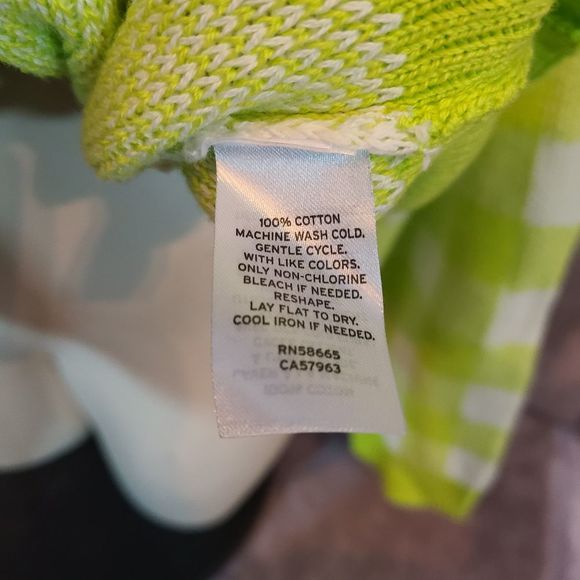 100% COTTON
MACHINE WASH COLD.
GENTLE CYCLE.
WITH LIKE COLORS.
ONLY NON-CHLORINE
BLEACH IF NEEDED.
RESHAPE.
LAY FLAT TO DRY.
COOL IRON IF NEEDED.
RN58665
CA57963